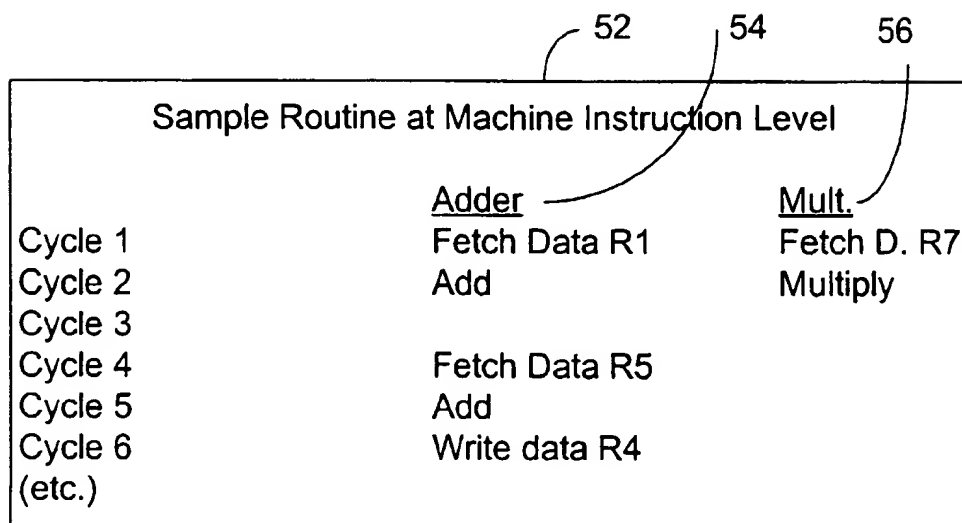 52 54 56
Sample Routine at Machine Instruction Level
Adder Mult.
Cycle 1 Fetch Data R1 Fetch D. R7
Cycle 2 Add Multiply
Cycle 3
Cycle 4 Fetch Data R5
Cycle 5 Add
Cycle 6 Write data R4
(etc.)